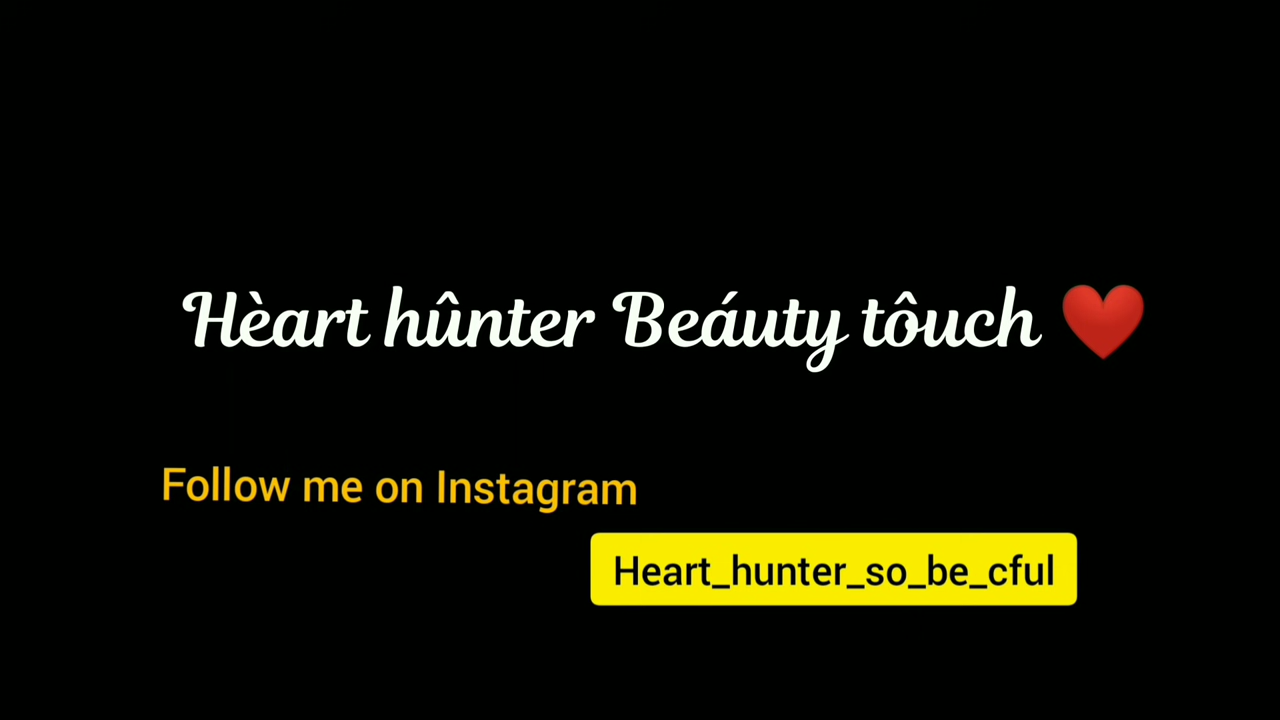 Hèart hûnter Beáuty tôuch ❤️
Follow me on Instagram
Heart_hunter_so_be_cful